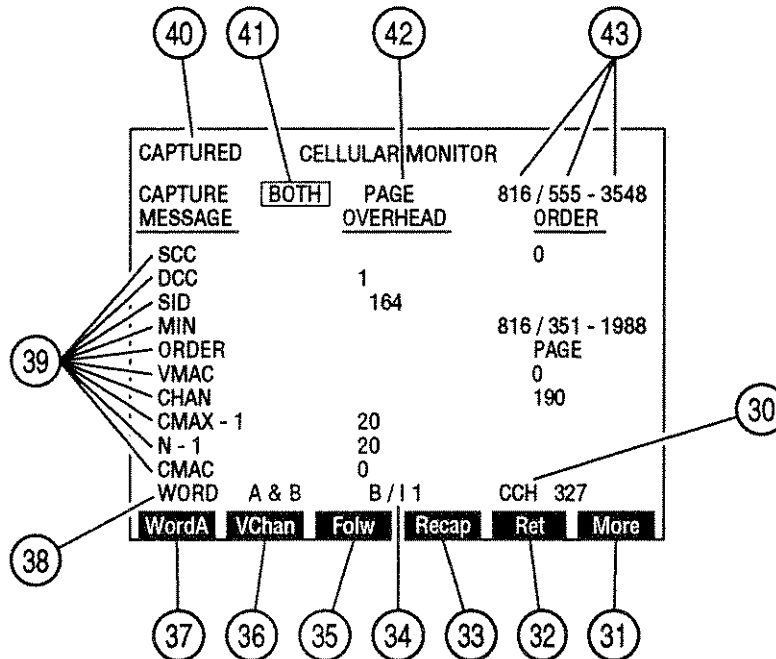 40 41 42 43
CAPTURED CELLULAR MONITOR
CAPTURE BOTH PAGE 816 / 555 - 3548
MESSAGE OVERHEAD ORDER
SCC 0
DCC 1
SID 164
MIN 816 / 351 - 1988
39 ORDER PAGE
VMAC 0
CHAN 190
30
CMAX - 1 20
N - 1 20
CMAC 0
WORD A & B B / I 1 CCH 327
WordA VChan Folw Recap Ret More
38
37 36 35 34 33 32 31